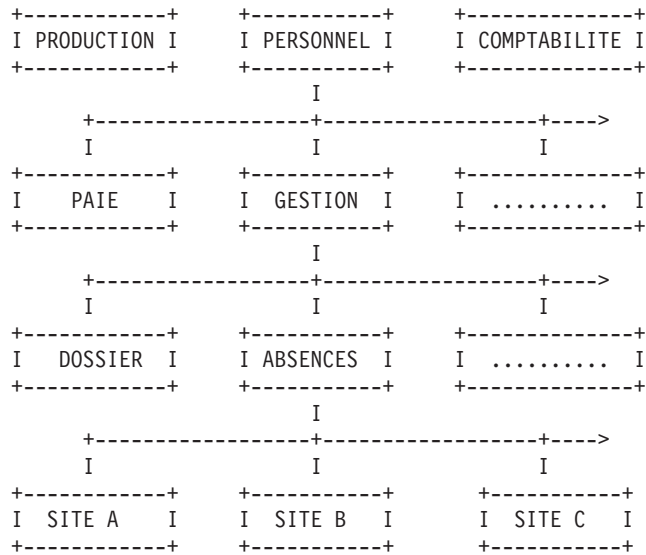 +------------+      +-----------+      +--------------+
I PRODUCTION I      I PERSONNEL I      I COMPTABILITE I
+------------+      +-----------+      +--------------+
I
+------------------+------------------+---->
I                  I                  I
+------------+      +-----------+      +--------------+
I    PAIE    I      I  GESTION  I      I  ..........  I
+------------+      +-----------+      +--------------+
I
+------------------+------------------+---->
I                  I                  I
+------------+      +-----------+      +--------------+
I   DOSSIER  I      I ABSENCES  I      I  ..........  I
+------------+      +-----------+      +--------------+
I
+------------------+------------------+---->
I                  I                  I
+------------+      +-----------+       +-----------+
I  SITE A    I      I  SITE B   I       I  SITE C   I
+------------+      +-----------+       +-----------+